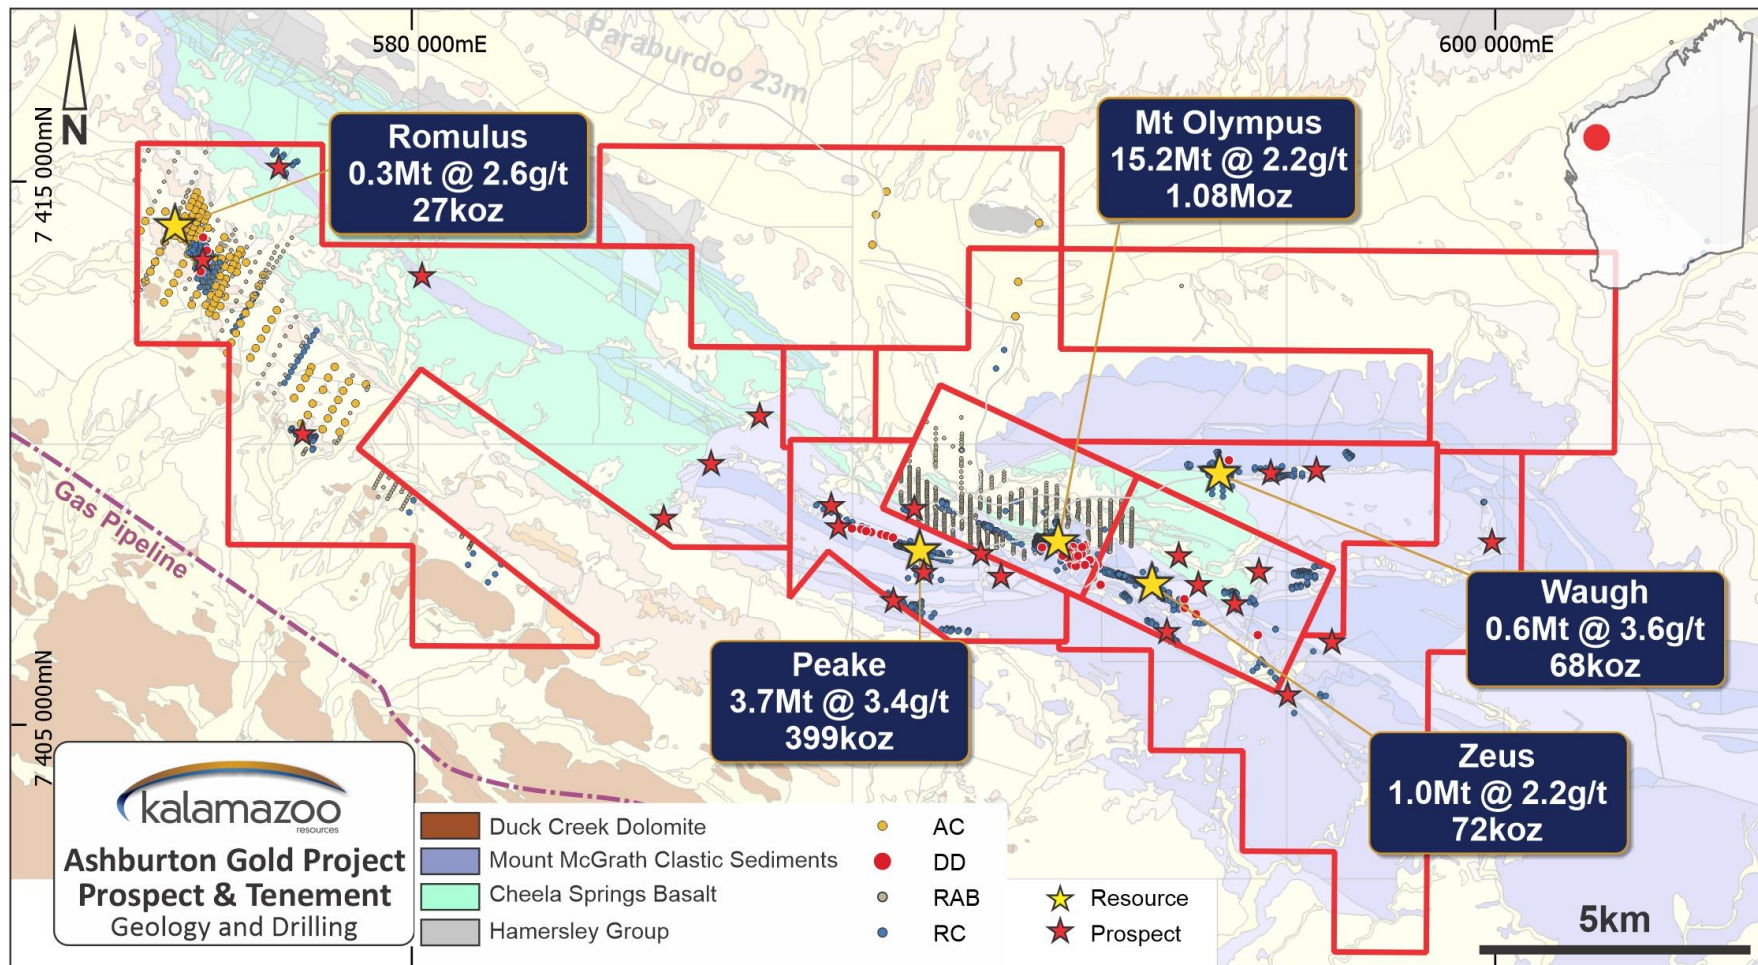 580 000mE
600 000mE
Paraburdoo 23m
N
7 415 000mN
7 405 000mN
Romulus
0.3Mt @ 2.6g/t
27koz
Mt Olympus
15.2Mt @ 2.2g/t
1.08Moz
Gas Pipeline
Waugh
0.6Mt @ 3.6g/t
68koz
Peake
3.7Mt @ 3.4g/t
399koz
Zeus
1.0Mt @ 2.2g/t
72koz
kalamazoo
resources
Ashburton Gold Project
Prospect & Tenement
Geology and Drilling
Duck Creek Dolomite
Mount McGrath Clastic Sediments
Cheela Springs Basalt
Hamersley Group
AC
DD
RAB
RC
Resource
Prospect
5km